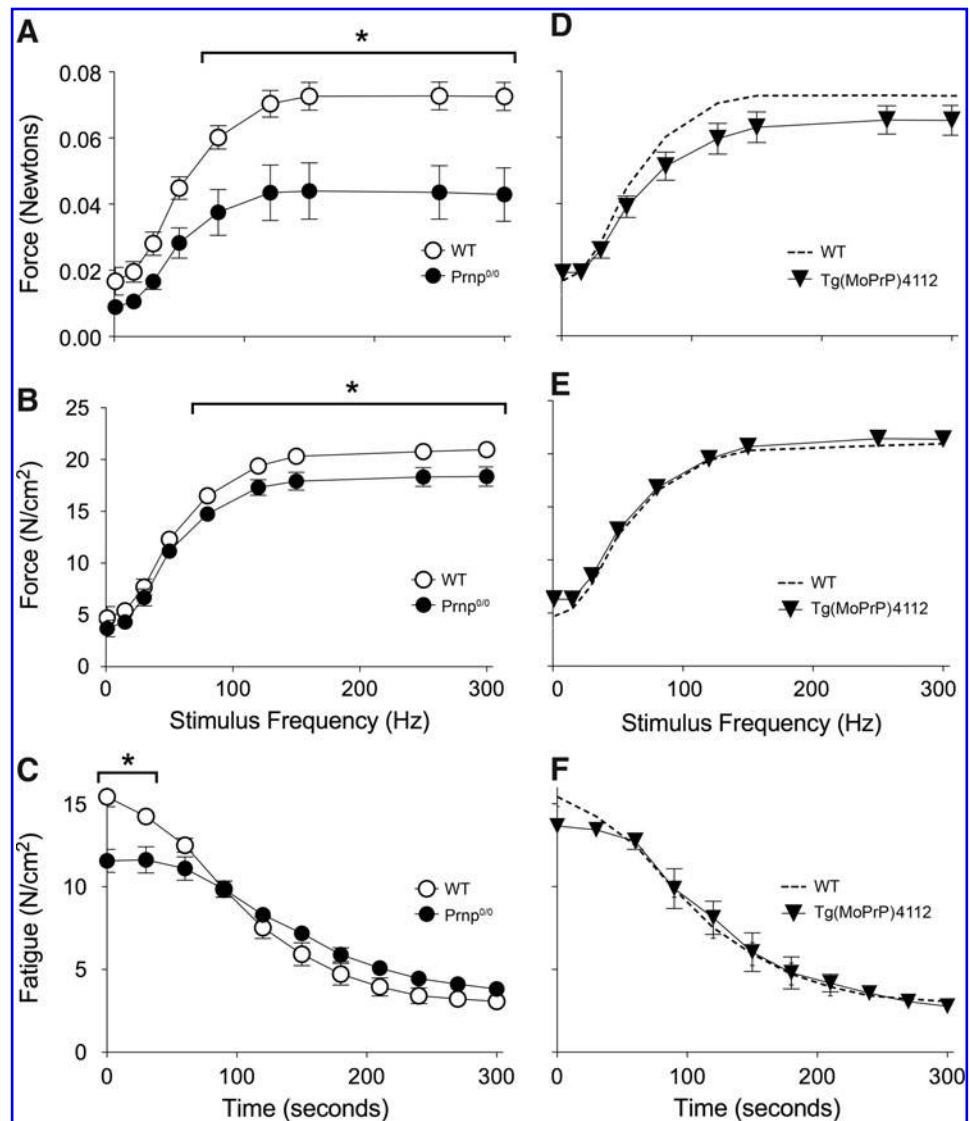 A
*
0.08
0.06
0.04
0.02
0.00
Force (Newtons)
WT
Prnp0/0
D
WT
Tg(MoPrP)4112
B
*
25
20
15
10
5
0
Force (N/cm2)
WT
Prnp0/0
0 100 200 300
Stimulus Frequency (Hz)
E
WT
Tg(MoPrP)4112
0 100 200 300
Stimulus Frequency (Hz)
C
*
15
10
5
0
Fatigue (N/cm2)
WT
Prnp0/0
0 100 200 300
Time (seconds)
F
WT
Tg(MoPrP)4112
0 100 200 300
Time (seconds)